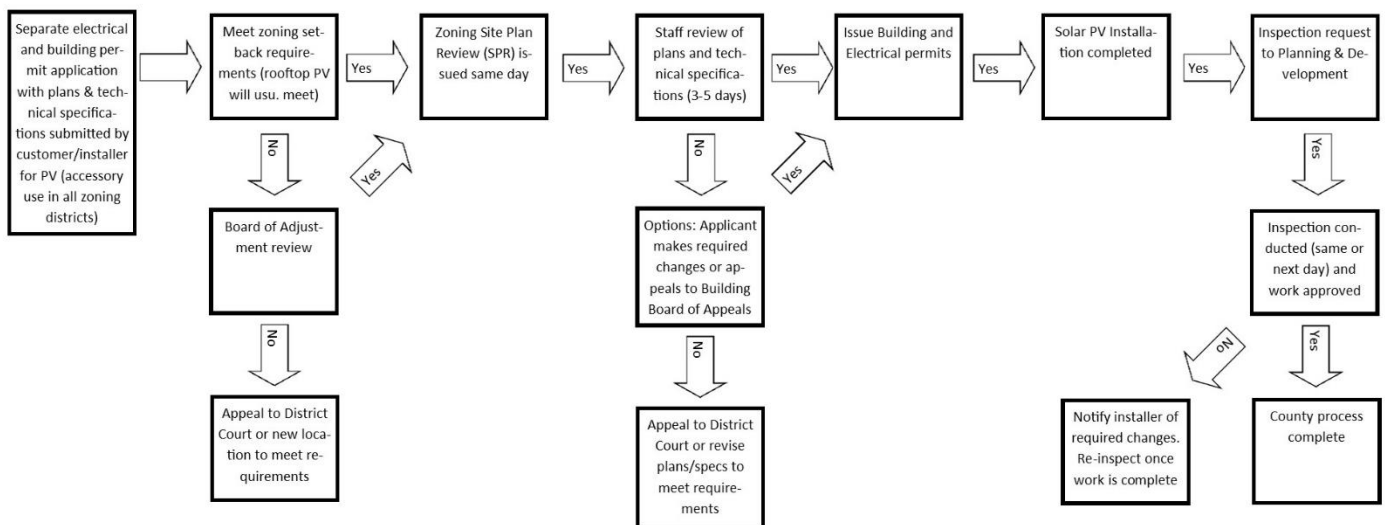 Separate electrical
and building per-
mit application
with plans & tech-
nical specifica-
tions submitted by
customer/installer
for PV (accessory
use in all zoning
districts)
Meet zoning set-
back require-
ments (rooftop PV
will usu. meet)
Yes
Zoning Site Plan
Review (SPR) is-
sued same day
Yes
Staff review of
plans and tech-
nical specifica-
tions (3-5 days)
Yes
Issue Building and
Electrical permits
Yes
Solar PV Installa-
tion completed
Yes
Inspection request
to Planning & De-
velopment
No
Yes
No
Yes
Yes
Board of Adjust-
ment review
Options: Applicant
makes required
changes or ap-
peals to Building
Board of Appeals
Inspection con-
ducted (same or
next day) and
work approved
No
No
No
Yes
Appeal to District
Court or new loca-
tion to meet re-
quirements
Appeal to District
Court or revise
plans/specs to
meet require-
ments
Notify installer of
required changes.
Re-inspect once
work is complete
County process
complete